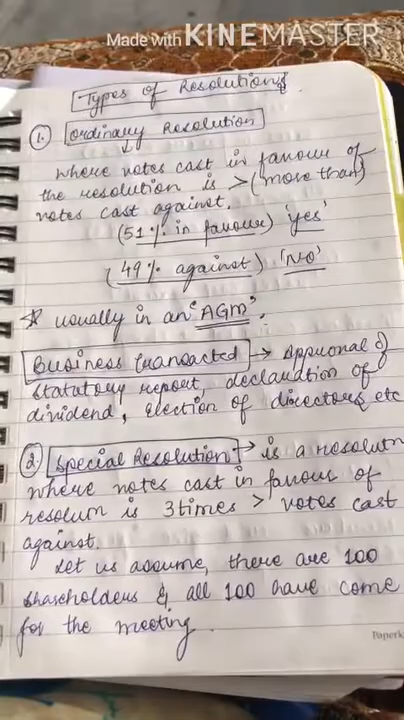 Made with KINEMASTER
Types of Resolutions
1. Ordinary Resolution
↓
where votes cast in favour of
the resolution is > (more than)
votes cast against.
(51% in favour) 'yes'
(49% against) 'No'
☆ usually in an 'AGM'.
Business transacted → Approval of
statatory report, declaration of
dividend, Election of directors etc
2 Special Resolution → is a resolutn
where votes cast in favour of
resolutn is 3 times > votes cast
against.
Let us assume, there are 100
shareholders & all 100 have come
for the meeting.
Paperk